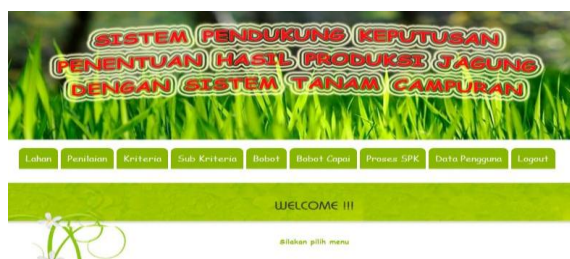 SISTEM PENDUKUNG KEPUTUSAN
PENENTUAN HASIL PRODUKSI JAGUNG
DENGAN SISTEM TANAM CAMPURAN
Lahan Penilaian Kriteria Sub Kriteria Bobot Bobot Capai Proses SPK Data Pengguna Logout
WELCOME !!!
Silahan pilih menu